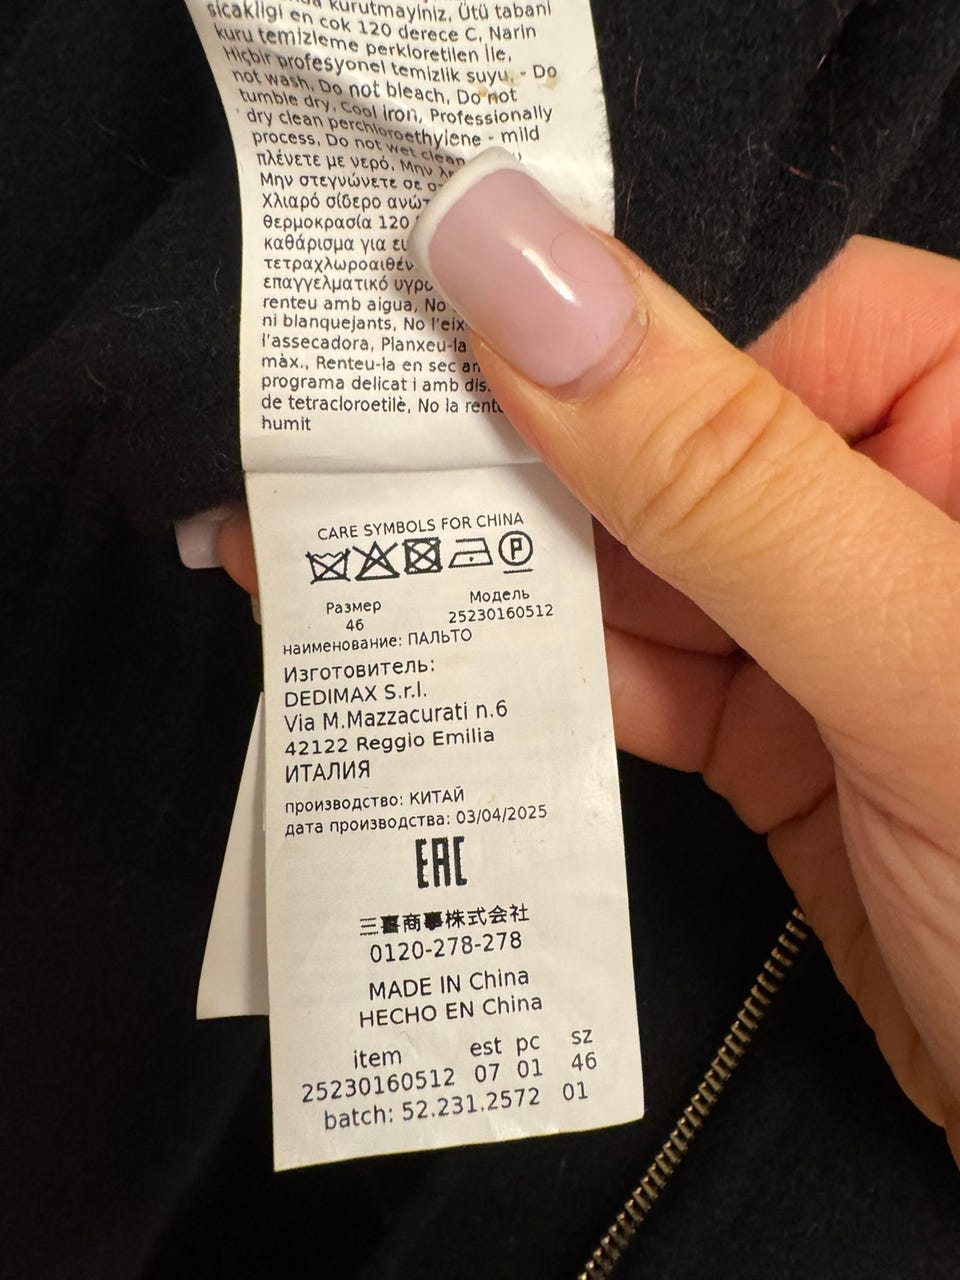 kurutmayiniz, Ütü tabani
sicakligi en cok 120 derece C, Narin
kuru temizleme perkloretilen ile,
Hiçbir profesyonel temizlik suyu, - Do
not wash, Do not bleach, Do not
tumble dry, Cool iron, Professionally
dry clean perchloroethylene - mild
process, Do not wet clean
πλένετε με νερό, Μην
Μην στεγνώνετε σε
Χλιαρό σίδερο
θερμοκρασία 120
καθάρισμα για
επαγγελματικό
renteu amb aigua, No
ni blanquejants, No
l'assecadora, Planxeu-la
màx., Renteu-la en sec
programa delicat i amb
de tetracloroetilè, No la
humit
CARE SYMBOLS FOR CHINA
P
Размер Модель
46 25230160512
наименование: ПАЛЬТО
Изготовитель:
DEDIMAX S.r.l.
Via M.Mazzacurati n.6
42122 Reggio Emilia
ИТАЛИЯ
производство: КИТАЙ
дата производства: 03/04/2025
EAC
三喜商事株式会社
0120-278-278
MADE IN China
HECHO EN China
item est pc sz
25230160512 07 01 46
batch: 52.231.2572 01